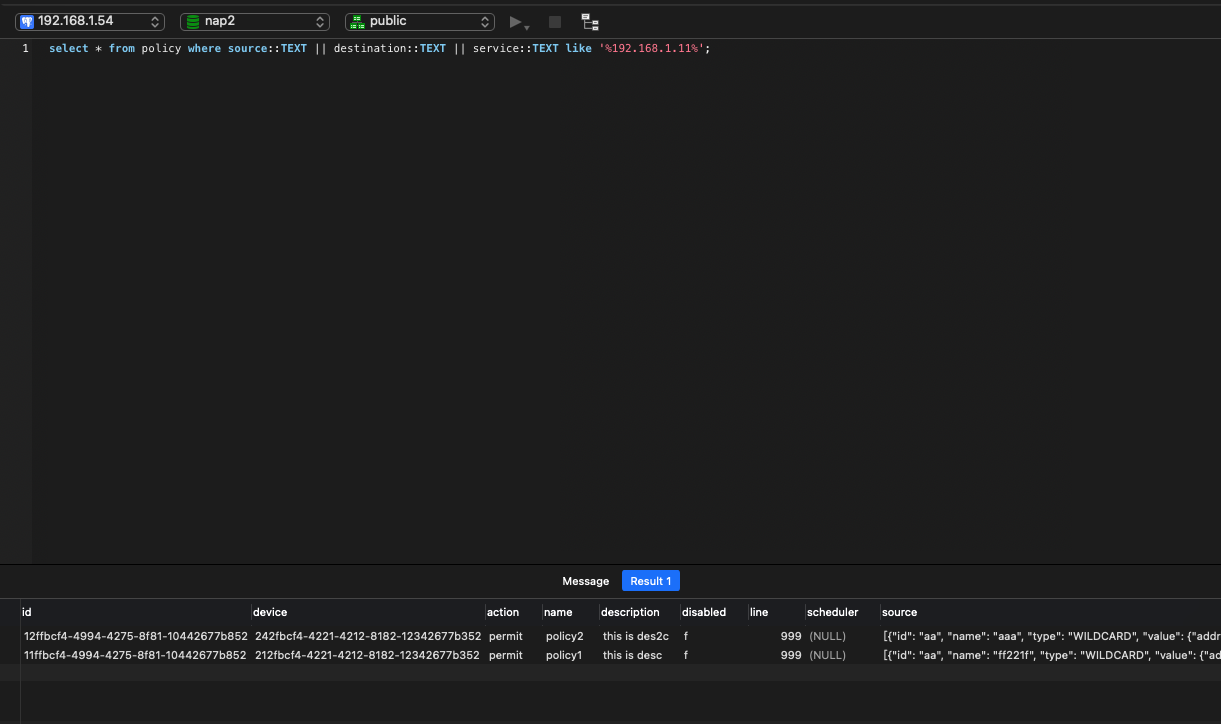 192.168.1.54 nap2 public
1 select * from policy where source::TEXT || destination::TEXT || service::TEXT like '%192.168.1.11%';
Message Result 1
id device action name description disabled line scheduler source
12ffbcf4-4994-4275-8f81-10442677b852 242fbcf4-4221-4212-8182-12342677b352 permit policy2 this is des2c f 999 (NULL) [{"id": "aa", "name": "aaa", "type": "WILDCARD", "value": {"addr
11ffbcf4-4994-4275-8f81-10442677b852 212fbcf4-4221-4212-8182-12342677b352 permit policy1 this is desc f 999 (NULL) [{"id": "aa", "name": "ff221f", "type": "WILDCARD", "value": {"ad